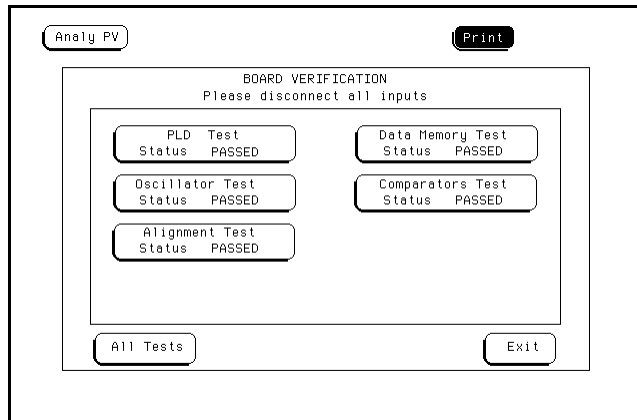 Analy PV
Print
BOARD VERIFICATION
Please disconnect all inputs
PLD Test
Status PASSED
Data Memory Test
Status PASSED
Oscillator Test
Status PASSED
Comparators Test
Status PASSED
Alignment Test
Status PASSED
All Tests
Exit